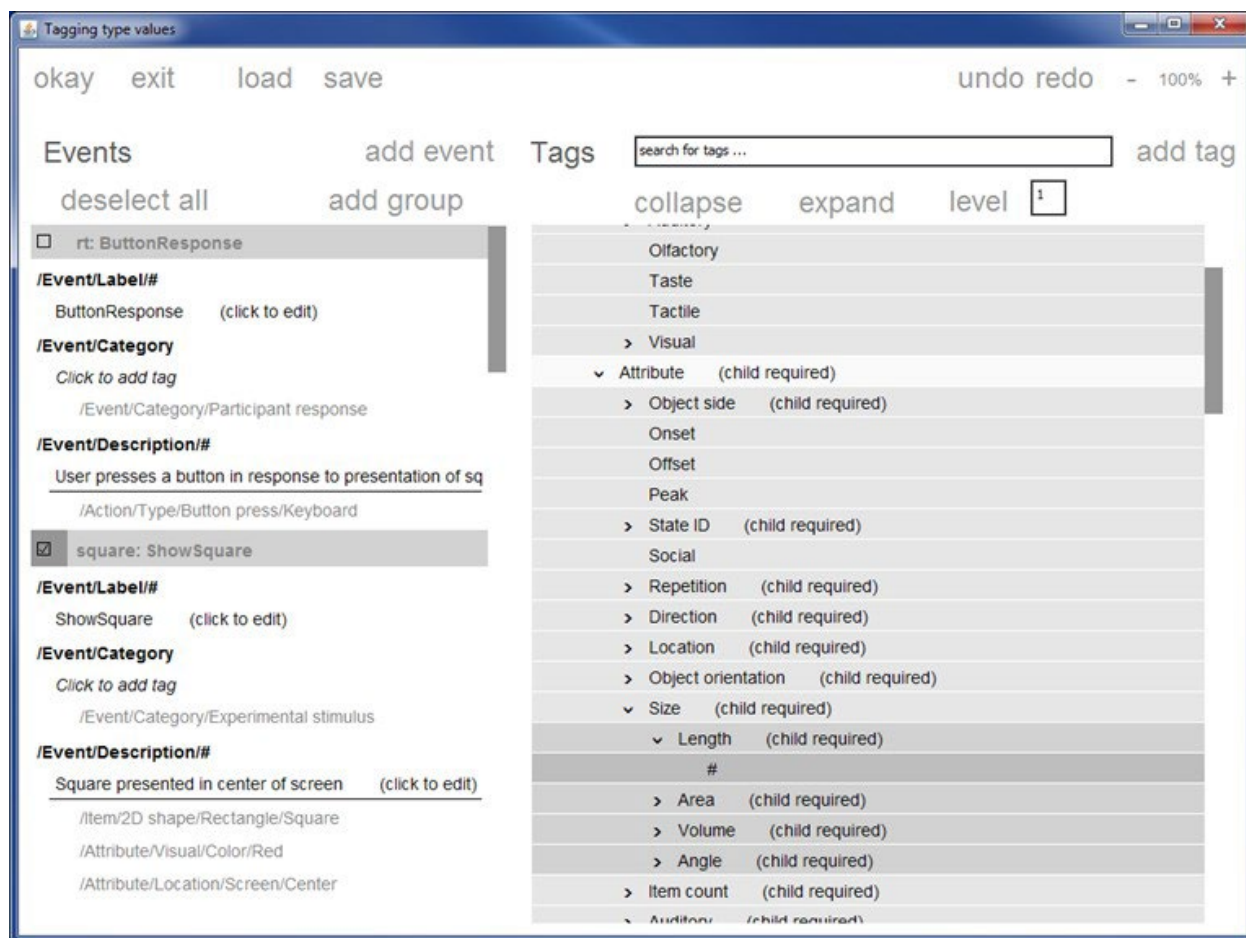 Tagging type values
okay exit load save undo redo - 100% +
Events add event
deselect all add group
rt: ButtonResponse
/Event/Label/#
ButtonResponse (click to edit)
/Event/Category
Click to add tag
/Event/Category/Participant response
/Event/Description/#
User presses a button in response to presentation of sq
/Action/Type/Button press/Keyboard
square: ShowSquare
/Event/Label/#
ShowSquare (click to edit)
/Event/Category
Click to add tag
/Event/Category/Experimental stimulus
/Event/Description/#
Square presented in center of screen (click to edit)
/Item/2D shape/Rectangle/Square
/Attribute/Visual/Color/Red
/Attribute/Location/Screen/Center
Tags search for tags ... add tag
collapse expand level 1
Auditory
Olfactory
Taste
Tactile
> Visual
Attribute (child required)
> Object side (child required)
Onset
Offset
Peak
> State ID (child required)
Social
> Repetition (child required)
> Direction (child required)
> Location (child required)
> Object orientation (child required)
Size (child required)
Length (child required)
#
> Area (child required)
> Volume (child required)
> Angle (child required)
> Item count (child required)
Auditory (child required)